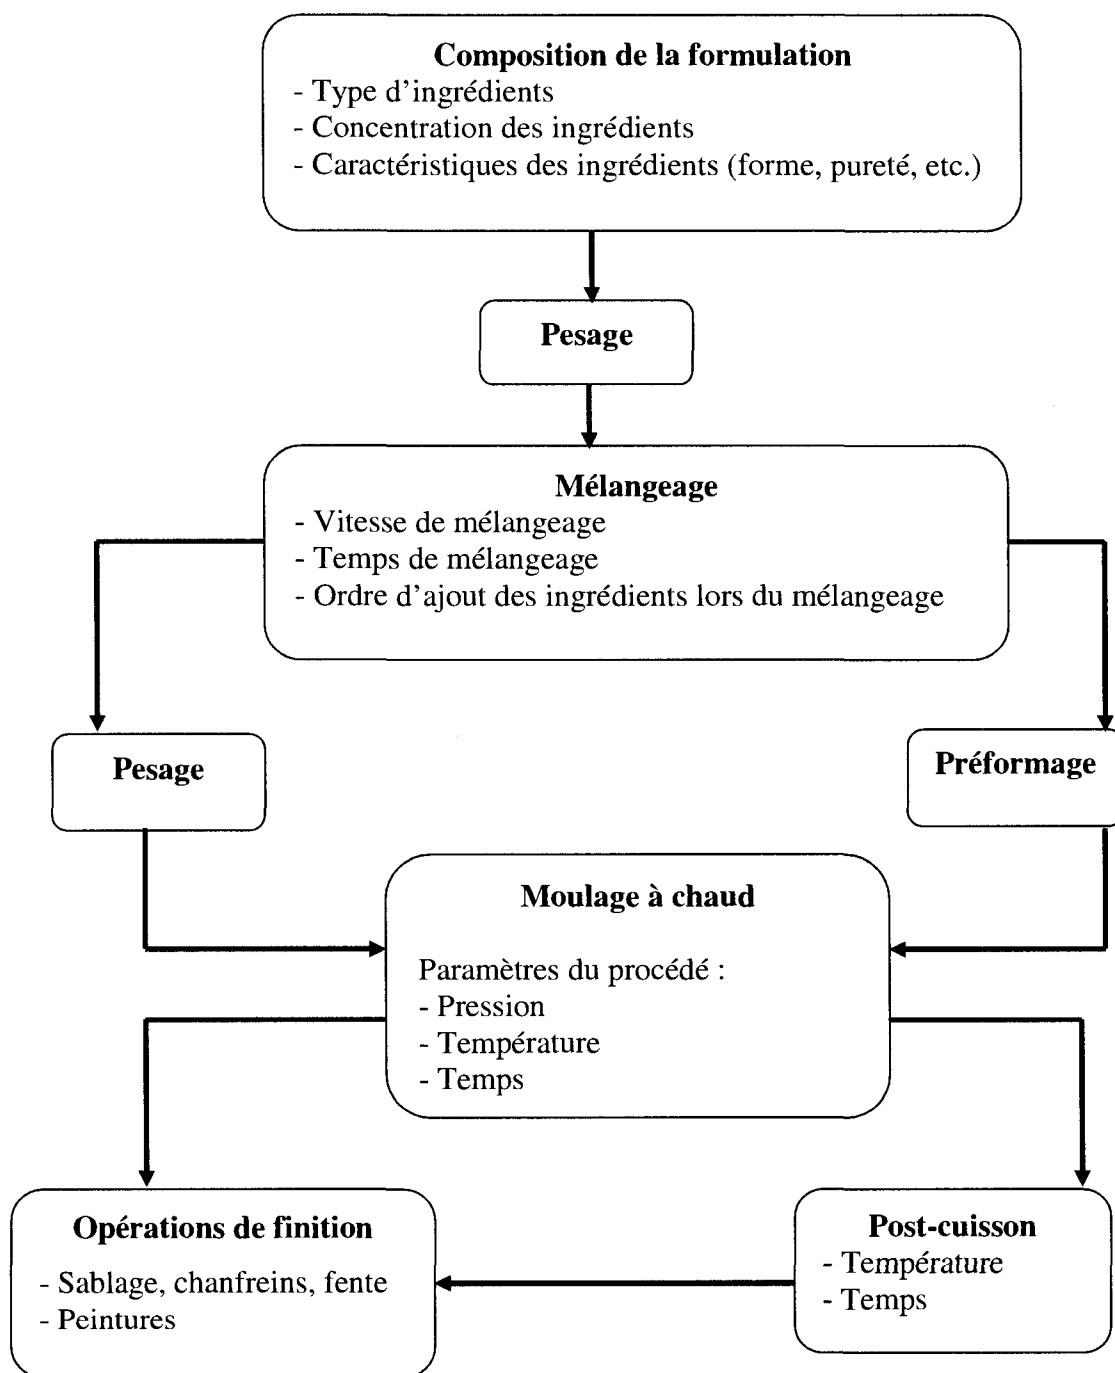 Composition de la formulation
- Type d'ingrédients
- Concentration des ingrédients
- Caractéristiques des ingrédients (forme, pureté, etc.)
Pesage
Mélangeage
- Vitesse de mélangeage
- Temps de mélangeage
- Ordre d'ajout des ingrédients lors du mélangeage
Pesage
Préformage
Moulage à chaud
Paramètres du procédé :
- Pression
- Température
- Temps
Opérations de finition
- Sablage, chanfreins, fente
- Peintures
Post-cuisson
- Température
- Temps